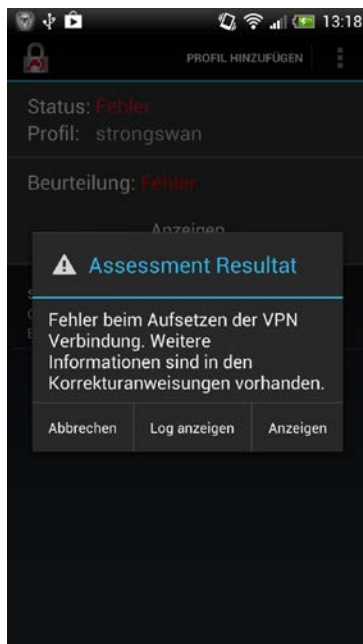 13:18
PROFIL HINZUFÜGEN
Status: Fehler
Profil: strongswan
Beurteilung: Fehler
Anzeigen
Assessment Resultat
Fehler beim Aufsetzen der VPN
Verbindung. Weitere
Informationen sind in den
Korrekturanweisungen vorhanden.
Abbrechen Log anzeigen Anzeigen